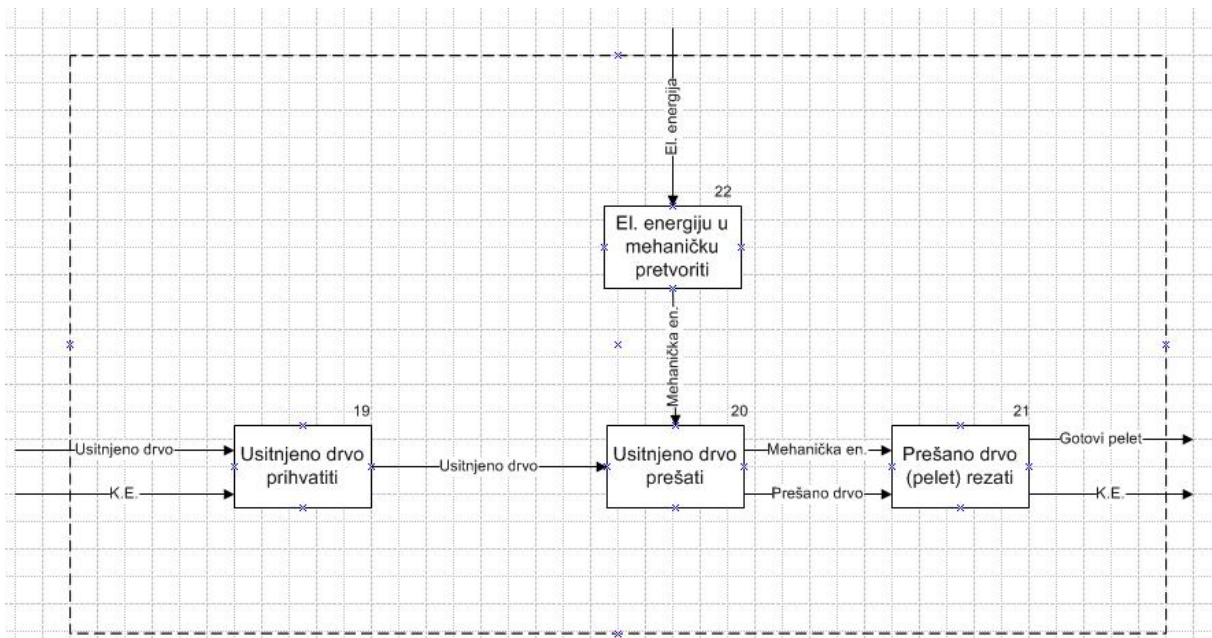 El. energija
22
El. energiju u
mehaničku
pretvoriti
Mehanička en.
19
20
21
Usitnjeno drvo
K.E.
Usitnjeno drvo
prihvatiti
Usitnjeno drvo
Usitnjeno drvo
prešati
Mehanička en.
Prešano drvo
Prešano drvo
(pelet) rezati
Gotovi pelet
K.E.